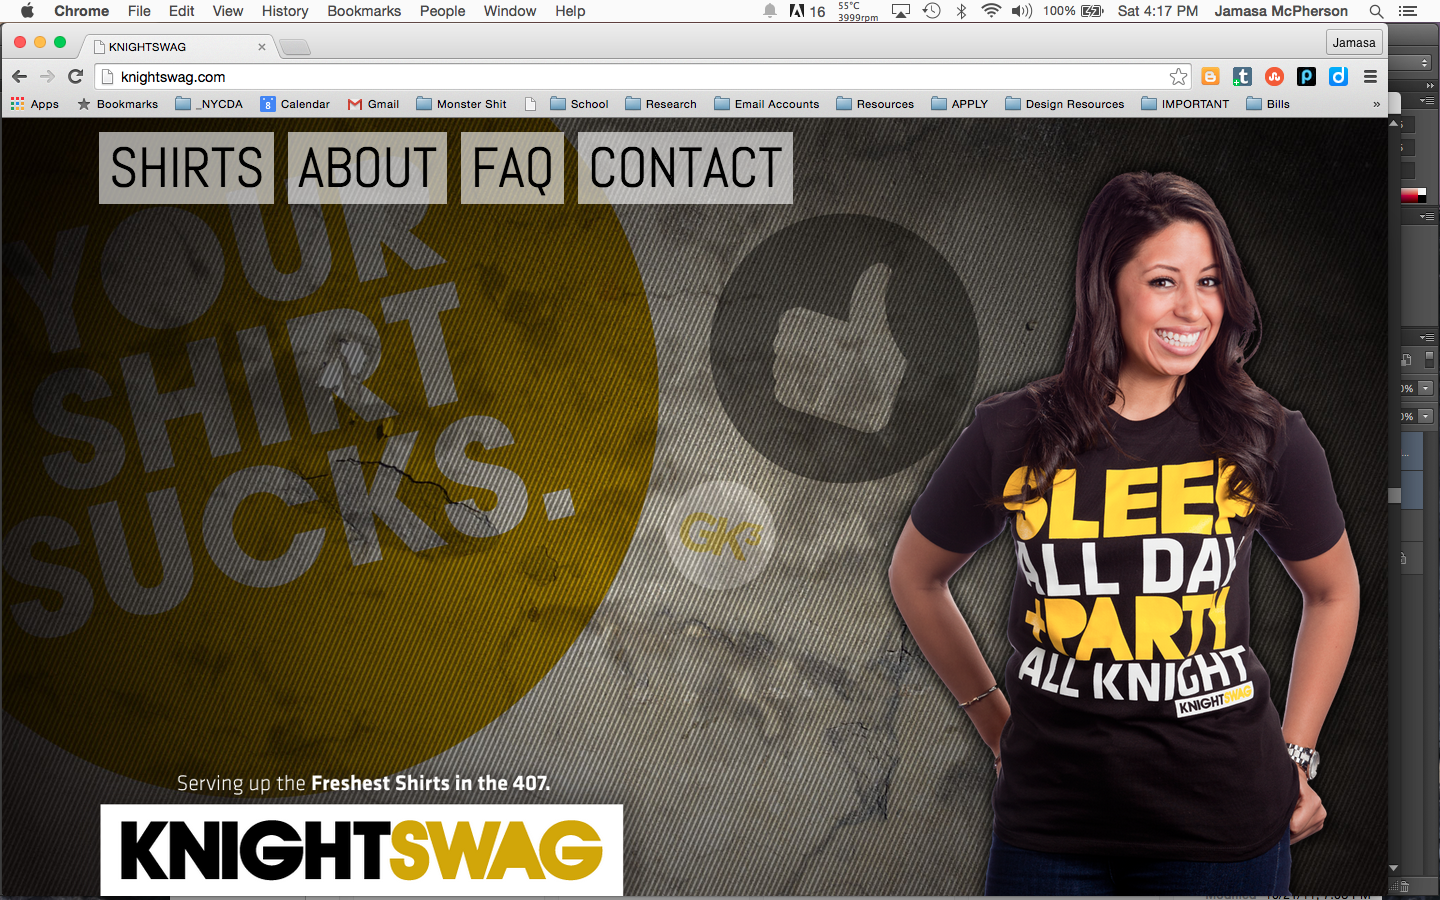 Chrome File Edit View History Bookmarks People Window Help 16 55°C 3999rpm 100% Sat 4:17 PM Jamasa McPherson
KNIGHTSWAG
Jamasa
knightswag.com
Apps Bookmarks _NYCDA 8 Calendar Gmail Monster Shit School Research Email Accounts Resources APPLY Design Resources IMPORTANT Bills »
SHIRTS ABOUT FAQ CONTACT
YOUR
SHIRT
SUCKS.
GK3
SLEEP
ALL DAY
+PARTY
ALL KNIGHT
KNIGHTSWAG
Serving up the Freshest Shirts in the 407.
KNIGHTSWAG